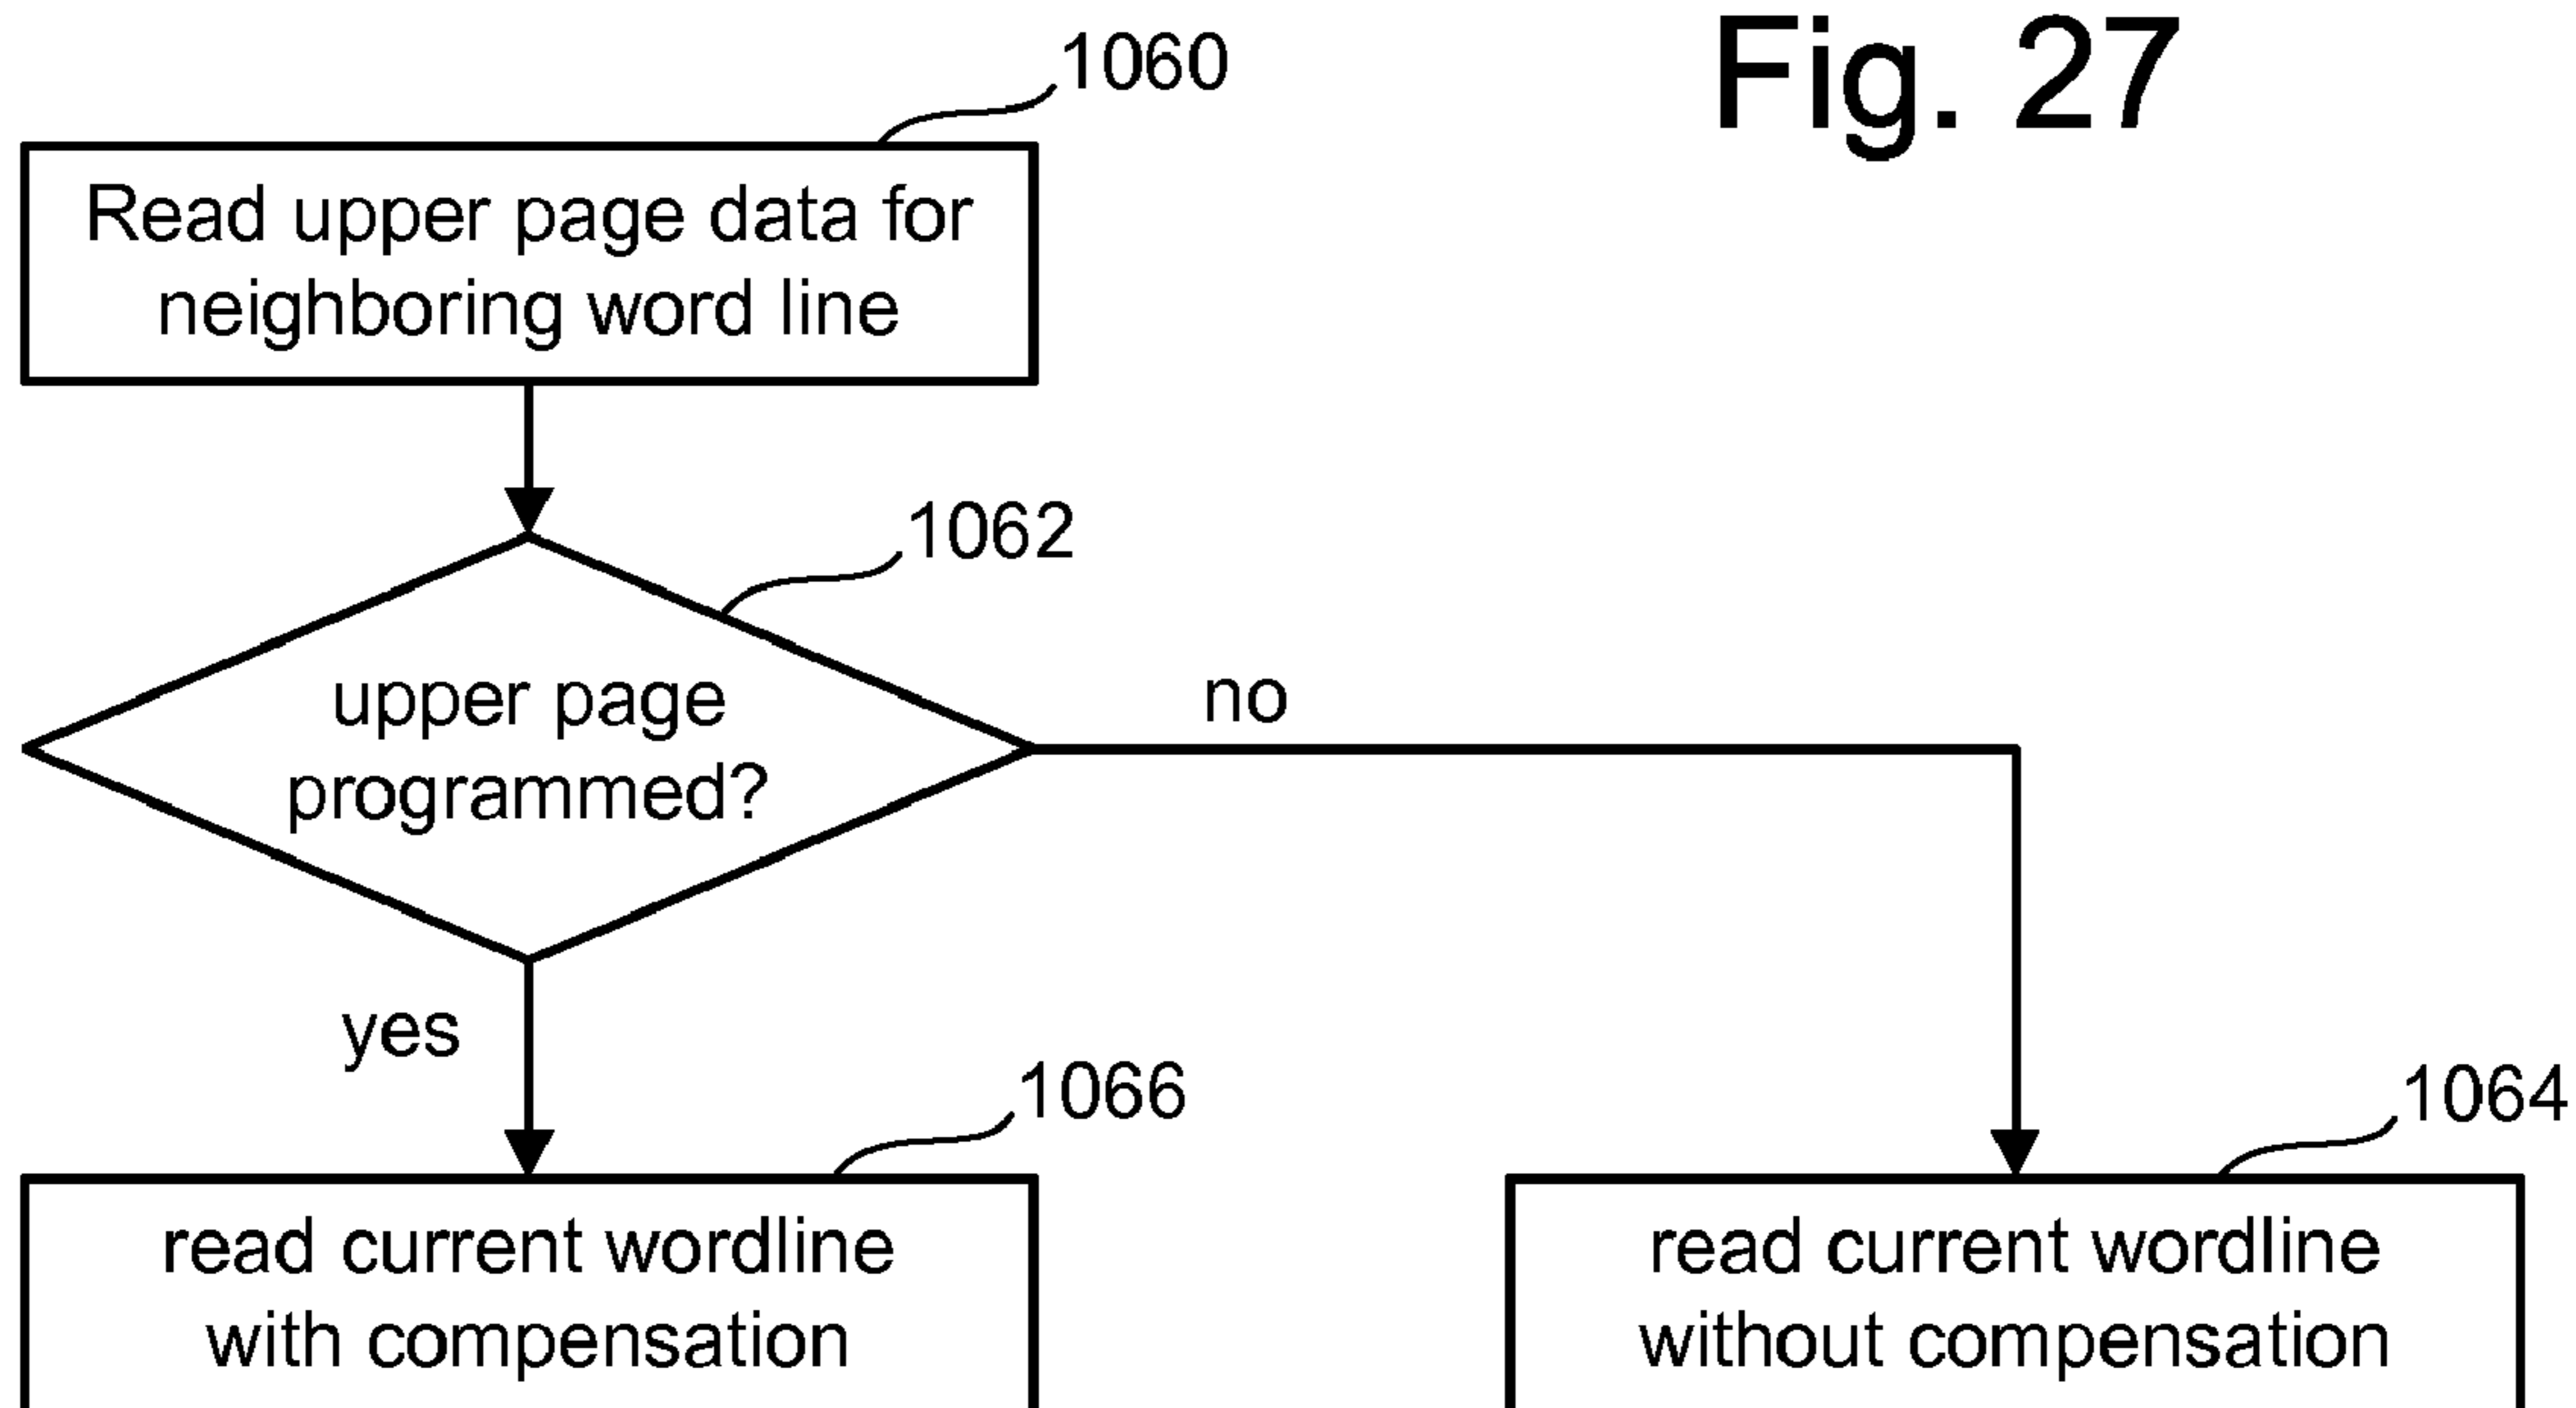 Fig. 27
1060
Read upper page data for
neighboring word line
1062
upper page
programmed?
no
yes
1066
read current wordline
with compensation
1064
read current wordline
without compensation